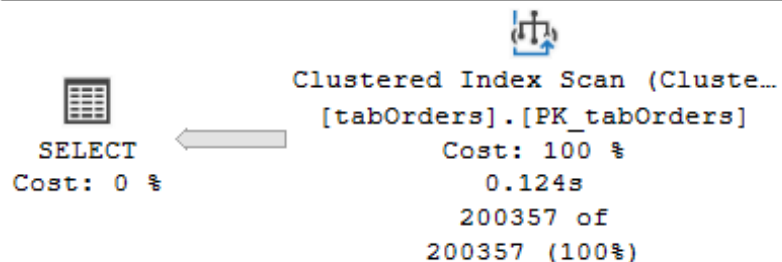 Clustered Index Scan (Cluste…
[tabOrders].[PK_tabOrders]
Cost: 100 %
0.124s
200357 of
200357 (100%)
SELECT
Cost: 0 %